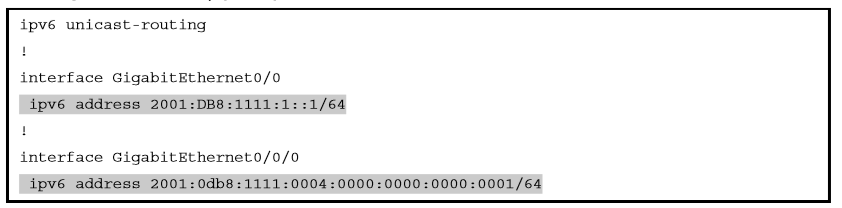 ipv6 unicast-routing
!
interface GigabitEthernet0/0
ipv6 address 2001:DB8:1111:1::1/64
!
interface GigabitEthernet0/0/0
ipv6 address 2001:0db8:1111:0004:0000:0000:0000:0001/64